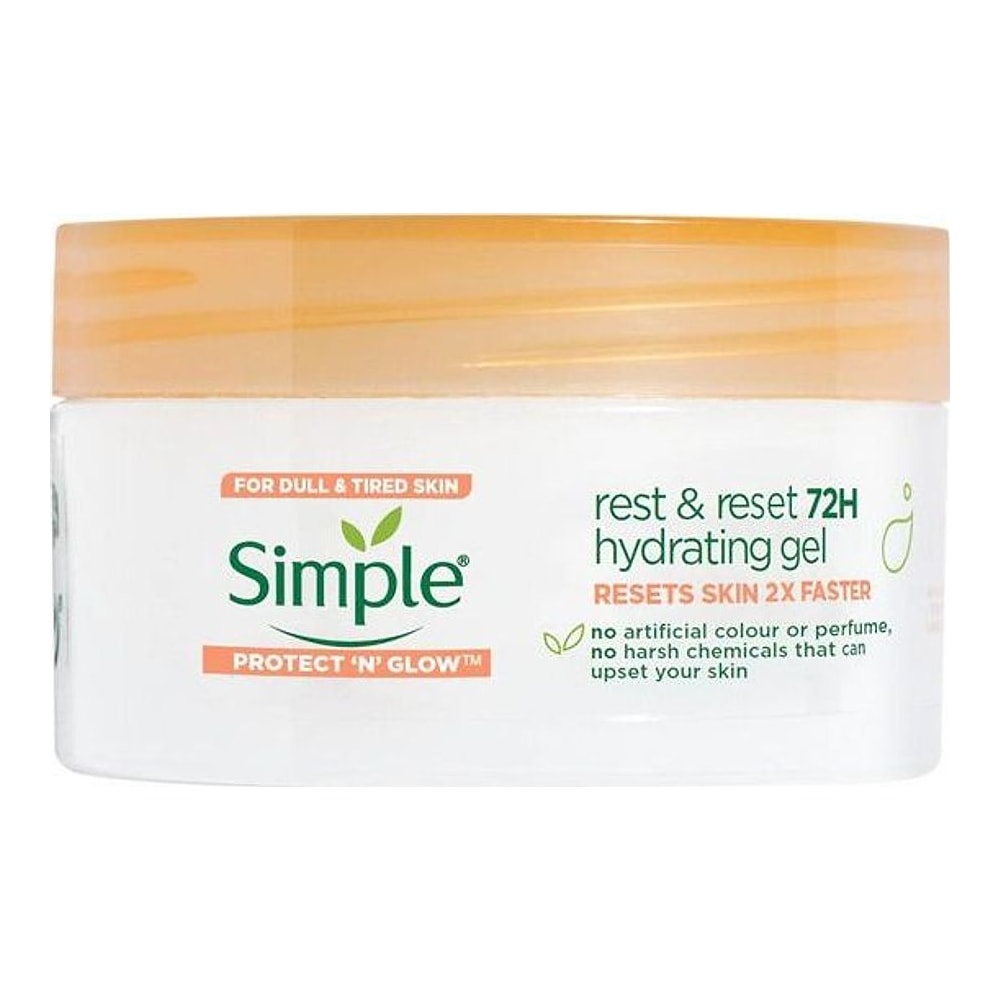 FOR DULL & TIRED SKIN
Simple®
PROTECT 'N' GLOW™
rest & reset 72H
hydrating gel
RESETS SKIN 2X FASTER
no artificial colour or perfume,
no harsh chemicals that can
upset your skin